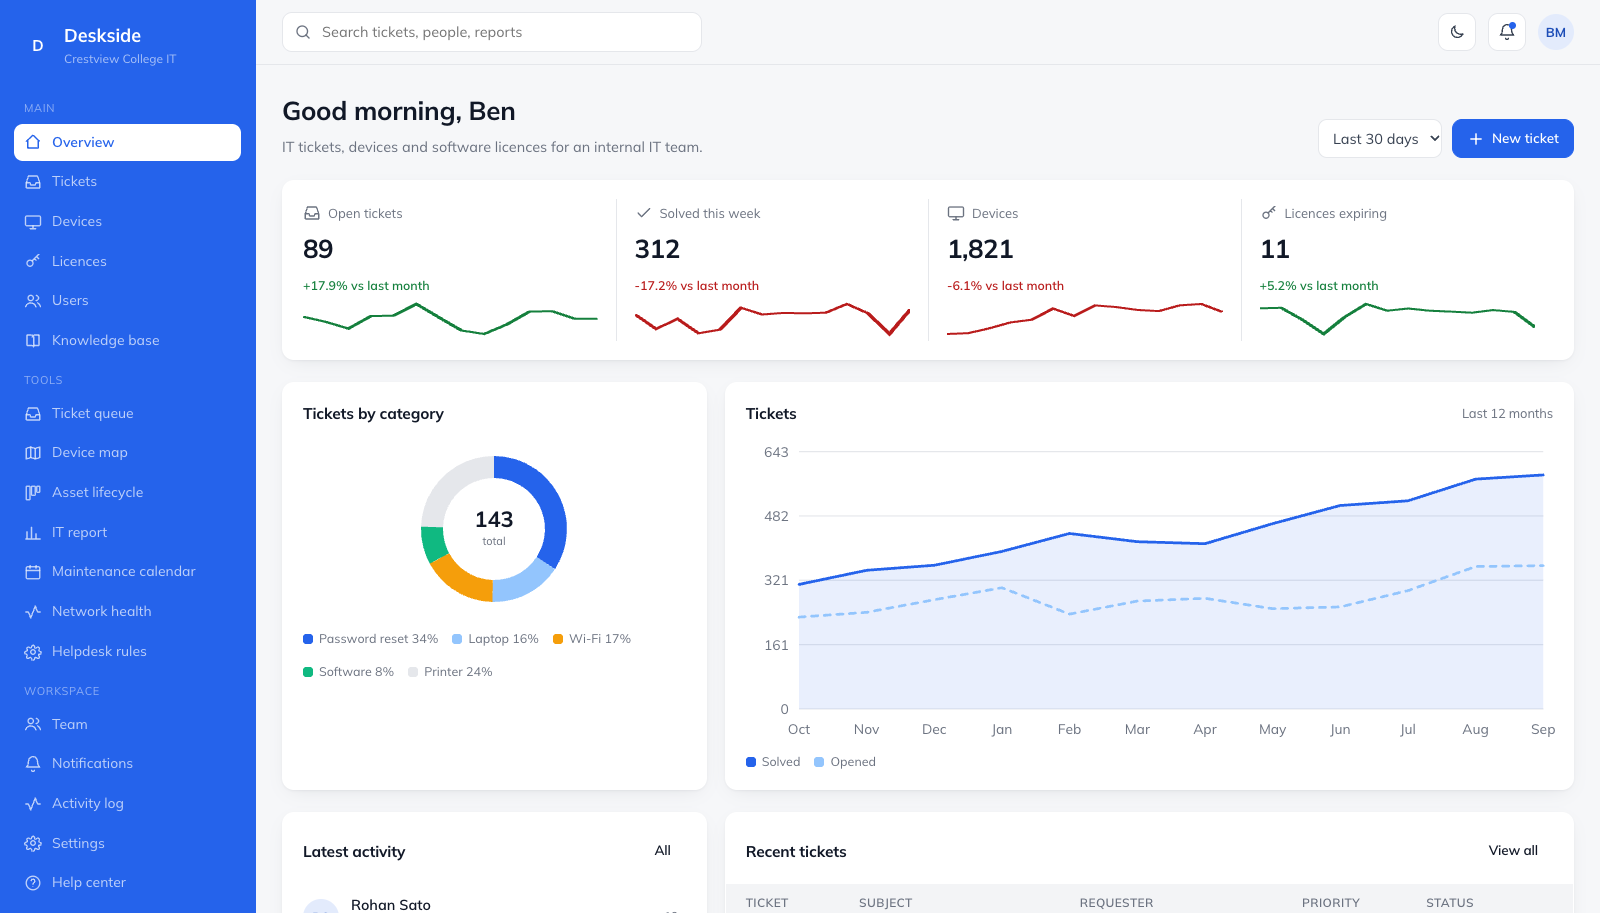 D
Deskside
Crestview College IT
MAIN
Overview
Tickets
Devices
Licences
Users
Knowledge base
TOOLS
Ticket queue
Device map
Asset lifecycle
IT report
Maintenance calendar
Network health
Helpdesk rules
WORKSPACE
Team
Notifications
Activity log
Settings
Help center
Search tickets, people, reports
BM
Good morning, Ben
IT tickets, devices and software licences for an internal IT team.
Last 30 days
New ticket
Open tickets
89
+17.9% vs last month
Solved this week
312
-17.2% vs last month
Devices
1,821
-6.1% vs last month
Licences expiring
11
+5.2% vs last month
Tickets by category
143
total
Password reset 34% Laptop 16% Wi-Fi 17%
Software 8% Printer 24%
Tickets
Last 12 months
643
482
321
161
0
Oct Nov Dec Jan Feb Mar Apr May Jun Jul Aug Sep
Solved Opened
Latest activity
All
Rohan Sato
Recent tickets
View all
TICKET SUBJECT REQUESTER PRIORITY STATUS